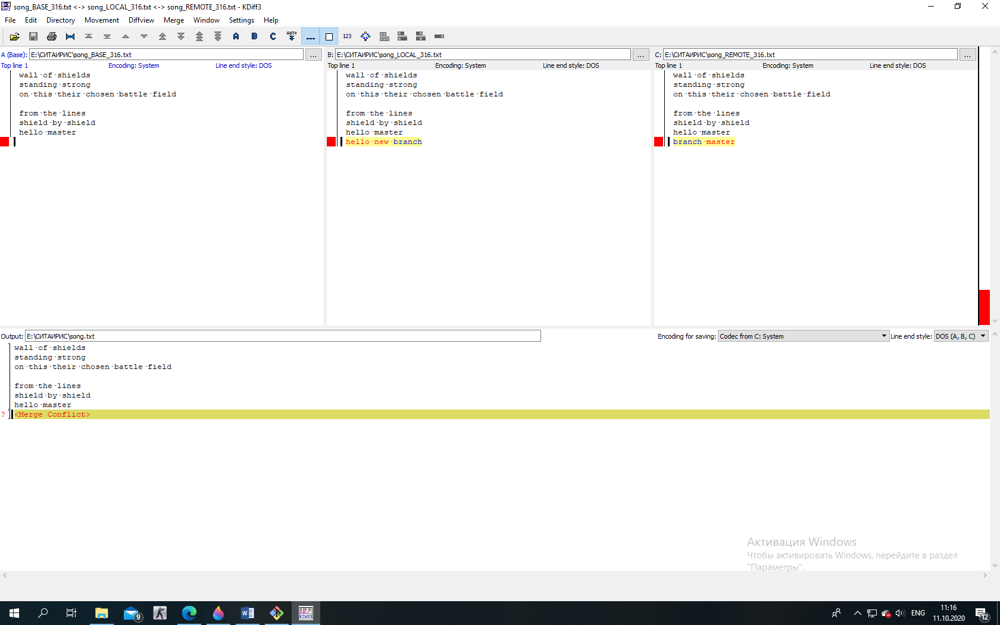 song_BASE_316.txt <-> song_LOCAL_316.txt <-> song_REMOTE_316.txt - KDiff3
File Edit Directory Movement Diffview Merge Window Settings Help
A B C AUTO 123
A (Base): E:\СИТАИРИС\song_BASE_316.txt ...
Top line 1 Encoding: System Line end style: DOS
wall·of·shields
standing·strong
on·this·their·chosen·battle·field
from·the·lines
shield·by·shield
hello·master
B: E:\СИТАИРИС\song_LOCAL_316.txt ...
Top line 1 Encoding: System Line end style: DOS
wall·of·shields
standing·strong
on·this·their·chosen·battle·field
from·the·lines
shield·by·shield
hello·master
hello·new·branch
C: E:\СИТАИРИС\song_REMOTE_316.txt ...
Top line 1 Encoding: System Line end style: DOS
wall·of·shields
standing·strong
on·this·their·chosen·battle·field
from·the·lines
shield·by·shield
hello·master
branch·master
Output: E:\СИТАИРИС\song.txt Encoding for saving: Codec from C: System Line end style: DOS (A, B, C)
wall·of·shields
standing·strong
on·this·their·chosen·battle·field
from·the·lines
shield·by·shield
hello·master
? <Merge Conflict>
Активация Windows
Чтобы активировать Windows, перейдите в раздел
"Параметры".
9 KDiff3 ENG 11:16 12
11.10.2020